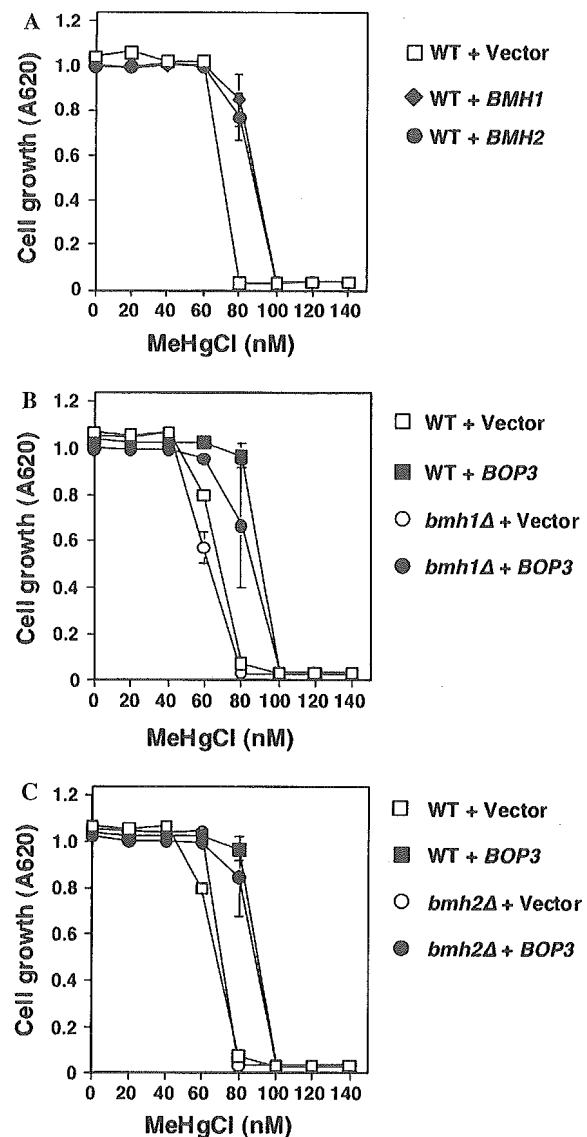 A
1.2
1.0
0.8
0.6
0.4
0.2
0
Cell growth (A620)
0 20 40 60 80 100 120 140
MeHgCl (nM)
WT + Vector
WT + BMH1
WT + BMH2
B
1.2
1.0
0.8
0.6
0.4
0.2
0
Cell growth (A620)
0 20 40 60 80 100 120 140
MeHgCl (nM)
WT + Vector
WT + BOP3
bmh1Δ + Vector
bmh1Δ + BOP3
C
1.2
1.0
0.8
0.6
0.4
0.2
0
Cell growth (A620)
0 20 40 60 80 100 120 140
MeHgCl (nM)
WT + Vector
WT + BOP3
bmh2Δ + Vector
bmh2Δ + BOP3